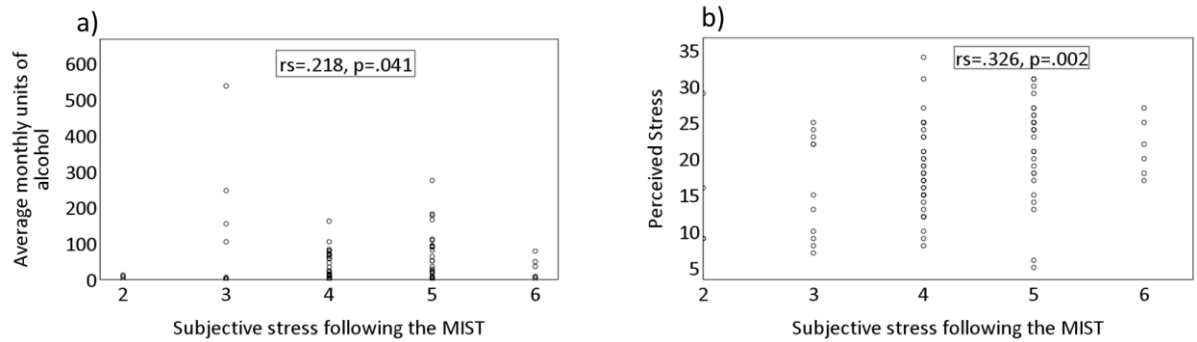 a)
rs=.218, p=.041
Average monthly units of
alcohol
600
500
400
300
200
100
0
2 3 4 5 6
Subjective stress following the MIST
b)
rs=.326, p=.002
Perceived Stress
35
30
25
20
15
10
5
2 3 4 5 6
Subjective stress following the MIST